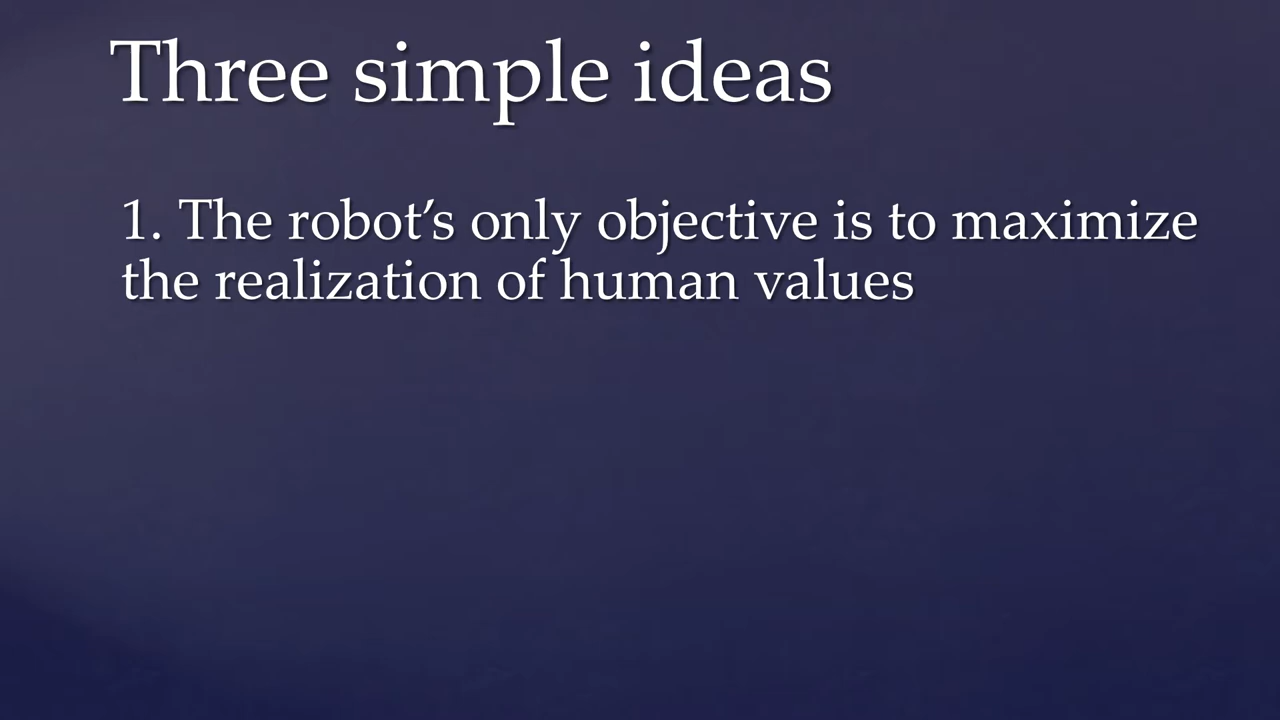 Three simple ideas
1. The robot’s only objective is to maximize
the realization of human values